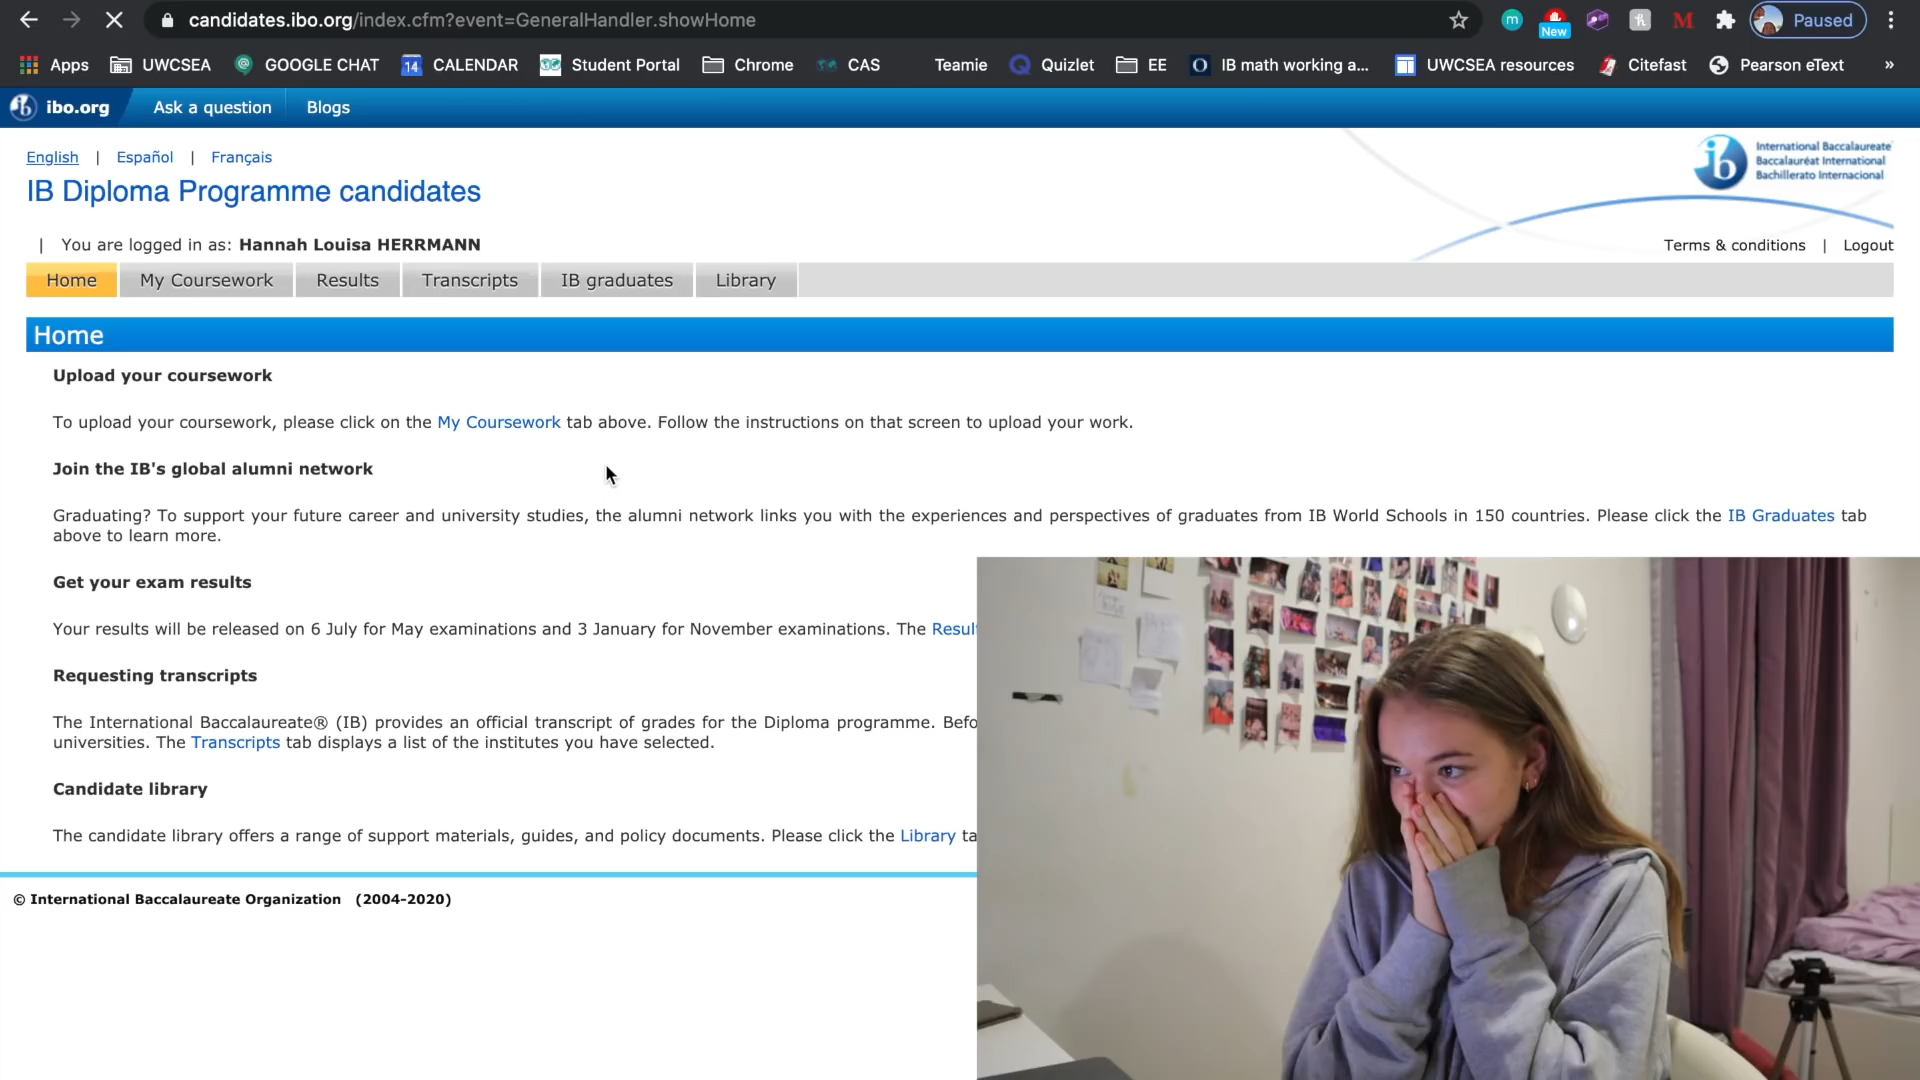 candidates.ibo.org/index.cfm?event=GeneralHandler.showHome
m
New
h
M
Paused
Apps
UWCSEA
GOOGLE CHAT
14
CALENDAR
Student Portal
Chrome
CAS
Teamie
Quizlet
EE
IB math working a...
UWCSEA resources
Citefast
Pearson eText
»
ibo.org
Ask a question
Blogs
English | Español | Français
IB Diploma Programme candidates
International Baccalaureate®
Baccalauréat International
Bachillerato Internacional
| You are logged in as: Hannah Louisa HERRMANN
Terms & conditions | Logout
Home
My Coursework
Results
Transcripts
IB graduates
Library
Home
Upload your coursework
To upload your coursework, please click on the My Coursework tab above. Follow the instructions on that screen to upload your work.
Join the IB's global alumni network
Graduating? To support your future career and university studies, the alumni network links you with the experiences and perspectives of graduates from IB World Schools in 150 countries. Please click the IB Graduates tab
above to learn more.
Get your exam results
Your results will be released on 6 July for May examinations and 3 January for November examinations. The Resul
Requesting transcripts
The International Baccalaureate® (IB) provides an official transcript of grades for the Diploma programme. Befo
universities. The Transcripts tab displays a list of the institutes you have selected.
Candidate library
The candidate library offers a range of support materials, guides, and policy documents. Please click the Library ta
© International Baccalaureate Organization (2004-2020)